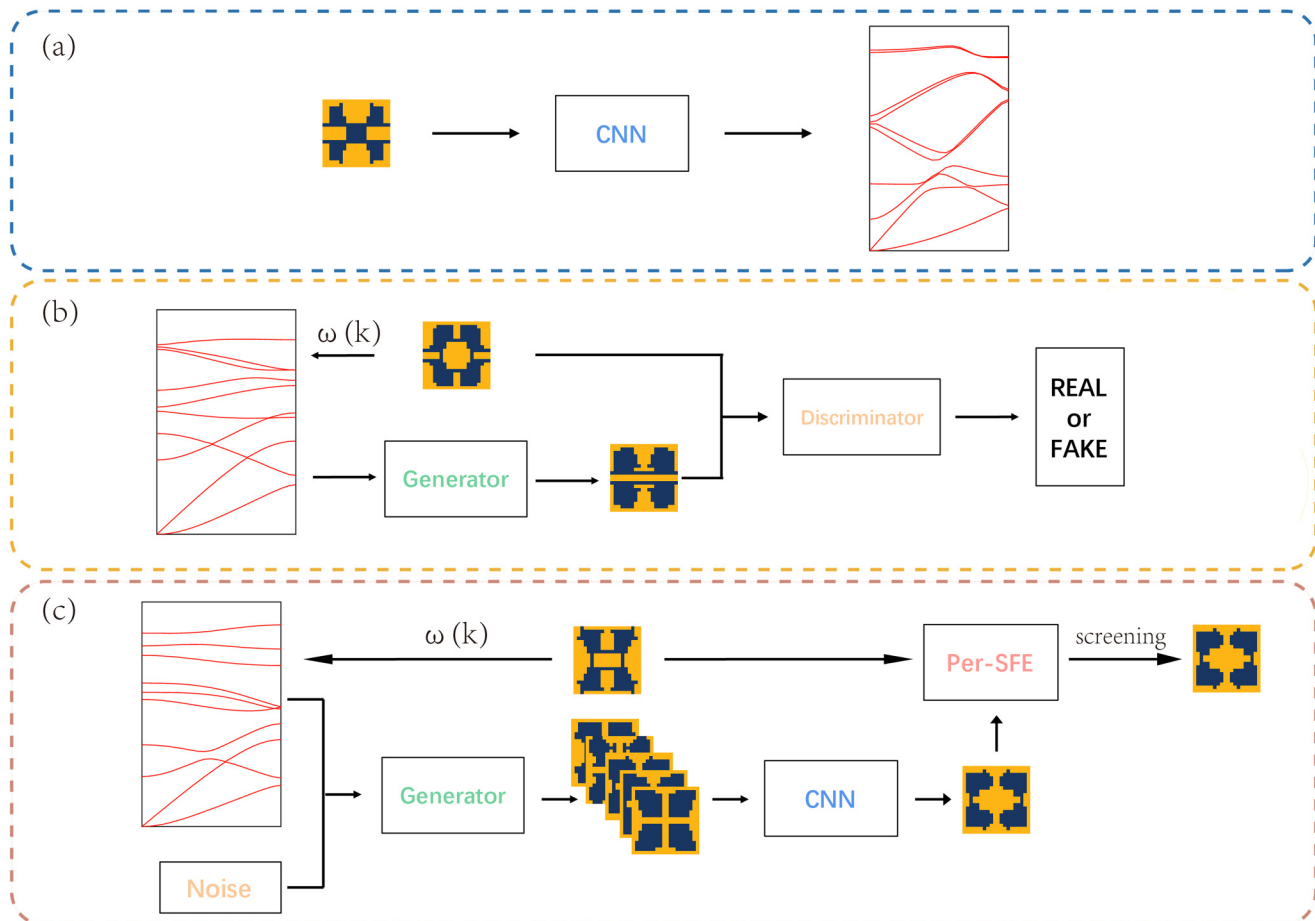 (a)
CNN
(b)
ω (k)
Generator
Discriminator
REAL
or
FAKE
(c)
ω (k)
Per-SFE
screening
Generator
CNN
Noise